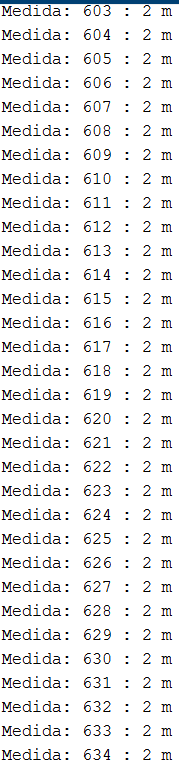 Medida: 603 : 2 m
Medida: 604 : 2 m
Medida: 605 : 2 m
Medida: 606 : 2 m
Medida: 607 : 2 m
Medida: 608 : 2 m
Medida: 609 : 2 m
Medida: 610 : 2 m
Medida: 611 : 2 m
Medida: 612 : 2 m
Medida: 613 : 2 m
Medida: 614 : 2 m
Medida: 615 : 2 m
Medida: 616 : 2 m
Medida: 617 : 2 m
Medida: 618 : 2 m
Medida: 619 : 2 m
Medida: 620 : 2 m
Medida: 621 : 2 m
Medida: 622 : 2 m
Medida: 623 : 2 m
Medida: 624 : 2 m
Medida: 625 : 2 m
Medida: 626 : 2 m
Medida: 627 : 2 m
Medida: 628 : 2 m
Medida: 629 : 2 m
Medida: 630 : 2 m
Medida: 631 : 2 m
Medida: 632 : 2 m
Medida: 633 : 2 m
Medida: 634 : 2 m